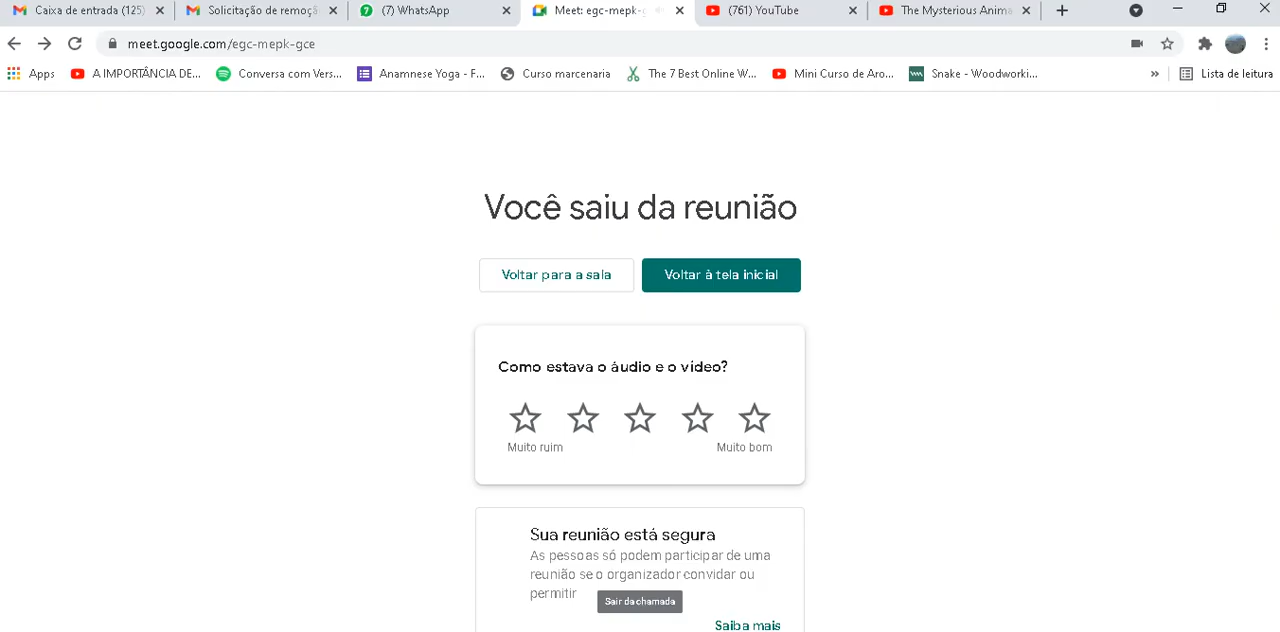 Caixa de entrada (125)
Solicitação de remoçã
(7) WhatsApp
Meet: egc-mepk-g
(761) YouTube
The Mysterious Anima
meet.google.com/egc-mepk-gce
Apps
A IMPORTÂNCIA DE...
Conversa com Vers...
Anamnese Yoga - F...
Curso marcenaria
The 7 Best Online W...
Mini Curso de Aro...
Snake - Woodworki...
»
Lista de leitura
Você saiu da reunião
Voltar para a sala
Voltar à tela inicial
Como estava o áudio e o vídeo?
Muito ruim
Muito bom
Sua reunião está segura
As pessoas só podem participar de uma
reunião se o organizador convidar ou
permitir
Sair da chamada
Saiba mais